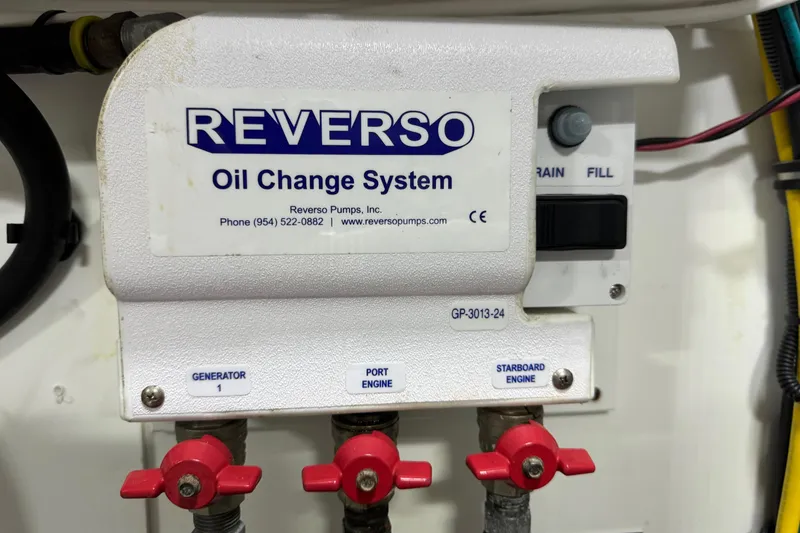 REVERSO
Oil Change System
Reverso Pumps, Inc.
Phone (954) 522-0882 | www.reversopumps.com
CE
RAIN FILL
GP-3013-24
GENERATOR
1
PORT
ENGINE
STARBOARD
ENGINE